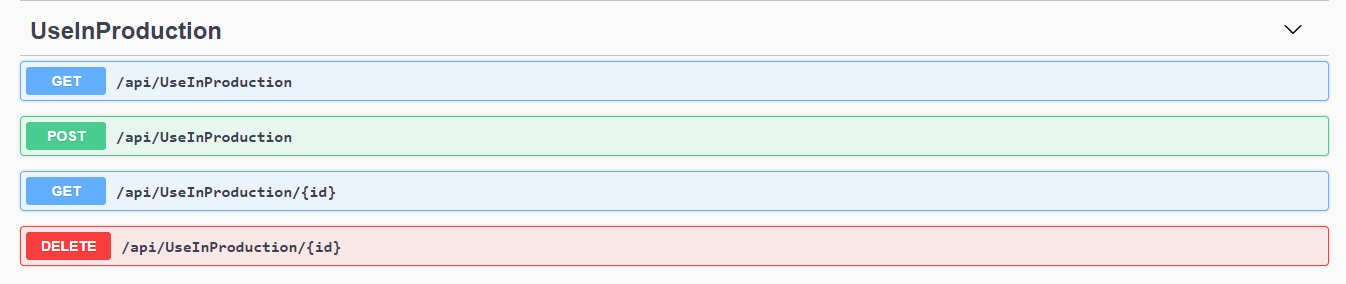 UseInProduction
GET /api/UseInProduction
POST /api/UseInProduction
GET /api/UseInProduction/{id}
DELETE /api/UseInProduction/{id}